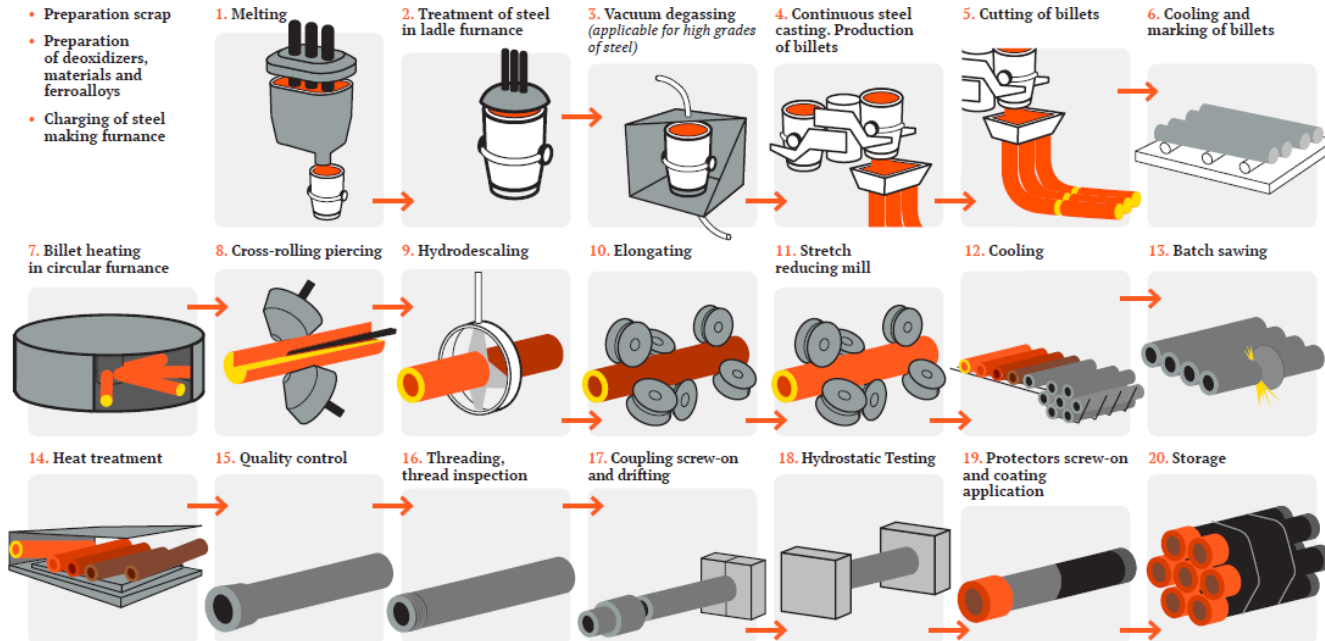 • Preparation scrap
• Preparation
of deoxidizers,
materials and
ferroalloys
• Charging of steel
making furnance
1. Melting
2. Treatment of steel
in ladle furnance
3. Vacuum degassing
(applicable for high grades
of steel)
4. Continuous steel
casting. Production
of billets
5. Cutting of billets
6. Cooling and
marking of billets
7. Billet heating
in circular furnance
8. Cross-rolling piercing
9. Hydrodescaling
10. Elongating
11. Stretch
reducing mill
12. Cooling
13. Batch sawing
14. Heat treatment
15. Quality control
16. Threading,
thread inspection
17. Coupling screw-on
and drifting
18. Hydrostatic Testing
19. Protectors screw-on
and coating
application
20. Storage